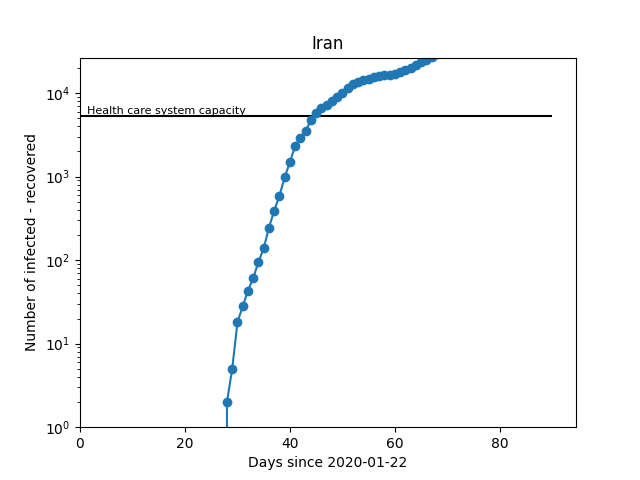 Iran
Number of infected - recovered
10^4
10^3
10^2
10^1
10^0
Health care system capacity
0 20 40 60 80
Days since 2020-01-22